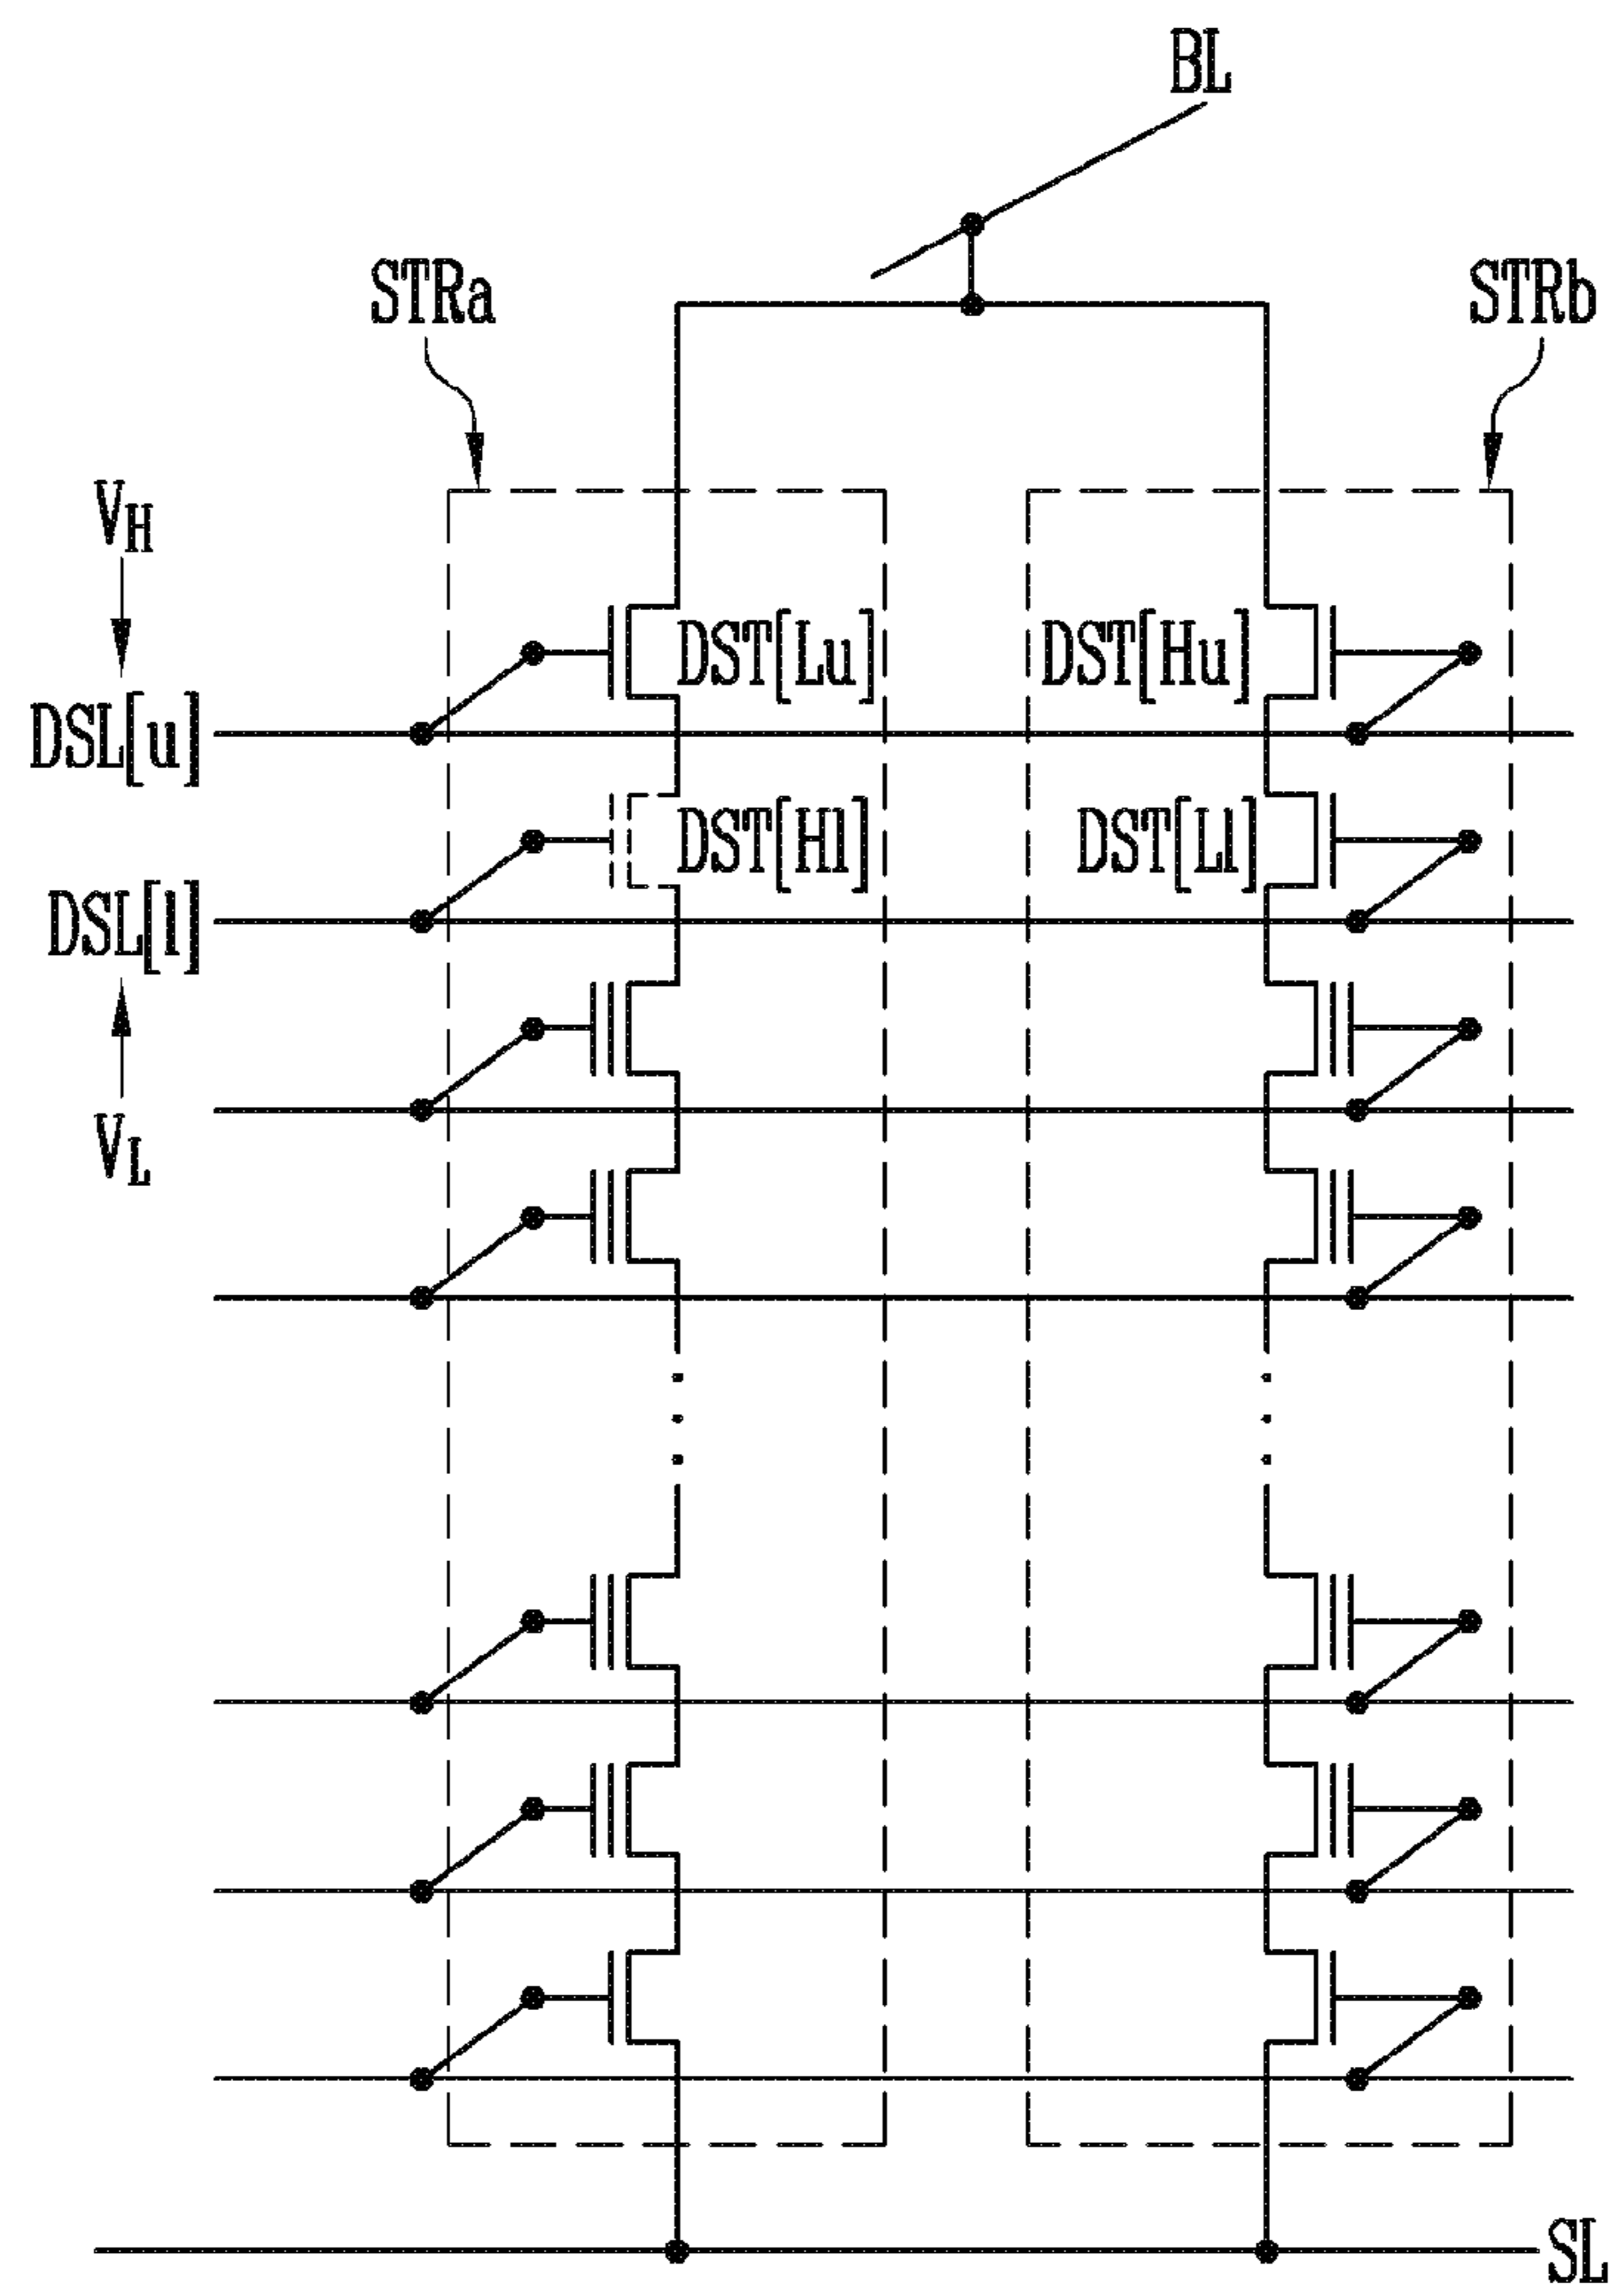 BL
STRa
STRb
VH
DST[Lu]
DST[Hu]
DSL[u]
DST[Hl]
DST[Ll]
DSL[l]
VL
SL